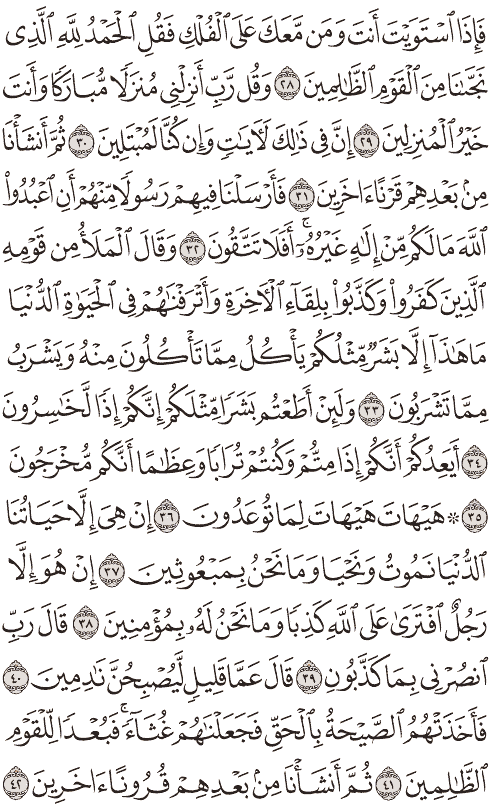 فَإِذَا ٱسْتَوَيْتَ أَنتَ وَمَن مَّعَكَ عَلَى ٱلْفُلْكِ فَقُلِ ٱلْحَمْدُ لِلَّهِ ٱلَّذِى
نَجَّىٰنَا مِنَ ٱلْقَوْمِ ٱلظَّٰلِمِينَ ٢٨ وَقُل رَّبِّ أَنزِلْنِى مُنزَلًا مُّبَارَكًا وَأَنتَ
خَيْرُ ٱلْمُنزِلِينَ ٢٩ إِنَّ فِى ذَٰلِكَ لَءَايَٰتٍ وَإِن كُنَّا لَمُبْتَلِينَ ٣٠ ثُمَّ أَنشَأْنَا
مِنۢ بَعْدِهِمْ قَرْنًا ءَاخَرِينَ ٣١ فَأَرْسَلْنَا فِيهِمْ رَسُولًا مِّنْهُمْ أَنِ ٱعْبُدُوا۟
ٱللَّهَ مَا لَكُم مِّنْ إِلَٰهٍ غَيْرُهُۥٓ ۚ أَفَلَا تَتَّقُونَ ٣٢ وَقَالَ ٱلْمَلَأُ مِن قَوْمِهِ
ٱلَّذِينَ كَفَرُوا۟ وَكَذَّبُوا۟ بِلِقَآءِ ٱلْءَاخِرَةِ وَأَتْرَفْنَٰهُمْ فِى ٱلْحَيَوٰةِ ٱلدُّنْيَا
مَا هَٰذَآ إِلَّا بَشَرٌ مِّثْلُكُمْ يَأْكُلُ مِمَّا تَأْكُلُونَ مِنْهُ وَيَشْرَبُ
مِمَّا تَشْرَبُونَ ٣٣ وَلَئِنْ أَطَعْتُم بَشَرًا مِّثْلَكُمْ إِنَّكُمْ إِذًا لَّخَٰسِرُونَ
٣٤ أَيَعِدُكُمْ أَنَّكُمْ إِذَا مِتُّمْ وَكُنتُمْ تُرَابًا وَعِظَٰمًا أَنَّكُم مُّخْرَجُونَ
٣٥ ۞ هَيْهَاتَ هَيْهَاتَ لِمَا تُوعَدُونَ ٣٦ إِنْ هِىَ إِلَّا حَيَاتُنَا
ٱلدُّنْيَا نَمُوتُ وَنَحْيَا وَمَا نَحْنُ بِمَبْعُوثِينَ ٣٧ إِنْ هُوَ إِلَّا
رَجُلٌ ٱفْتَرَىٰ عَلَى ٱللَّهِ كَذِبًا وَمَا نَحْنُ لَهُۥ بِمُؤْمِنِينَ ٣٨ قَالَ رَبِّ
ٱنصُرْنِى بِمَا كَذَّبُونِ ٣٩ قَالَ عَمَّا قَلِيلٍ لَّيُصْبِحُنَّ نَٰدِمِينَ ٤٠
فَأَخَذَتْهُمُ ٱلصَّيْحَةُ بِٱلْحَقِّ فَجَعَلْنَٰهُمْ غُثَآءً ۚ فَبُعْدًا لِّلْقَوْمِ
ٱلظَّٰلِمِينَ ٤١ ثُمَّ أَنشَأْنَا مِنۢ بَعْدِهِمْ قُرُونًا ءَاخَرِينَ ٤٢